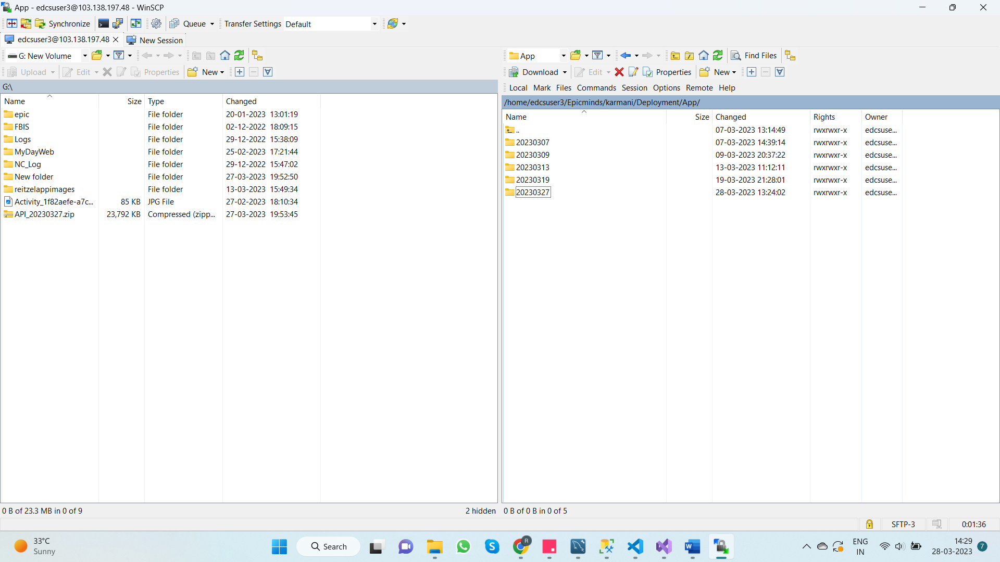 App - edcsuser3@103.138.197.48 - WinSCP
Synchronize Queue Transfer Settings Default
edcsuser3@103.138.197.48 New Session
G: New Volume
Upload Edit Properties New
G:\
Name Size Type Changed
epic File folder 20-01-2023 13:01:19
FBIS File folder 02-12-2022 18:09:15
Logs File folder 29-12-2022 15:38:09
MyDayWeb File folder 25-02-2023 17:21:44
NC_Log File folder 29-12-2022 15:47:02
New folder File folder 27-03-2023 19:52:50
reitzelappimages File folder 13-03-2023 15:49:34
Activity_1f82aefe-a7c... 85 KB JPG File 27-02-2023 18:10:34
API_20230327.zip 23,792 KB Compressed (zipp... 27-03-2023 19:53:45
0 B of 23.3 MB in 0 of 9 2 hidden
App Find Files
Download Edit Properties New
Local Mark Files Commands Session Options Remote Help
/home/edcsuser3/Epicminds/karmani/Deployment/App/
Name Size Changed Rights Owner
.. 07-03-2023 13:14:49 rwxrwxr-x edcsuse...
20230307 07-03-2023 14:39:14 rwxrwxr-x edcsuse...
20230309 09-03-2023 20:37:22 rwxrwxr-x edcsuse...
20230313 13-03-2023 11:12:11 rwxrwxr-x edcsuse...
20230319 19-03-2023 21:28:01 rwxrwxr-x edcsuse...
20230327 28-03-2023 13:24:02 rwxrwxr-x edcsuse...
0 B of 0 B in 0 of 5
SFTP-3 0:01:36
33°C
Sunny
Search
R
ENG
IN
14:29
28-03-2023
7